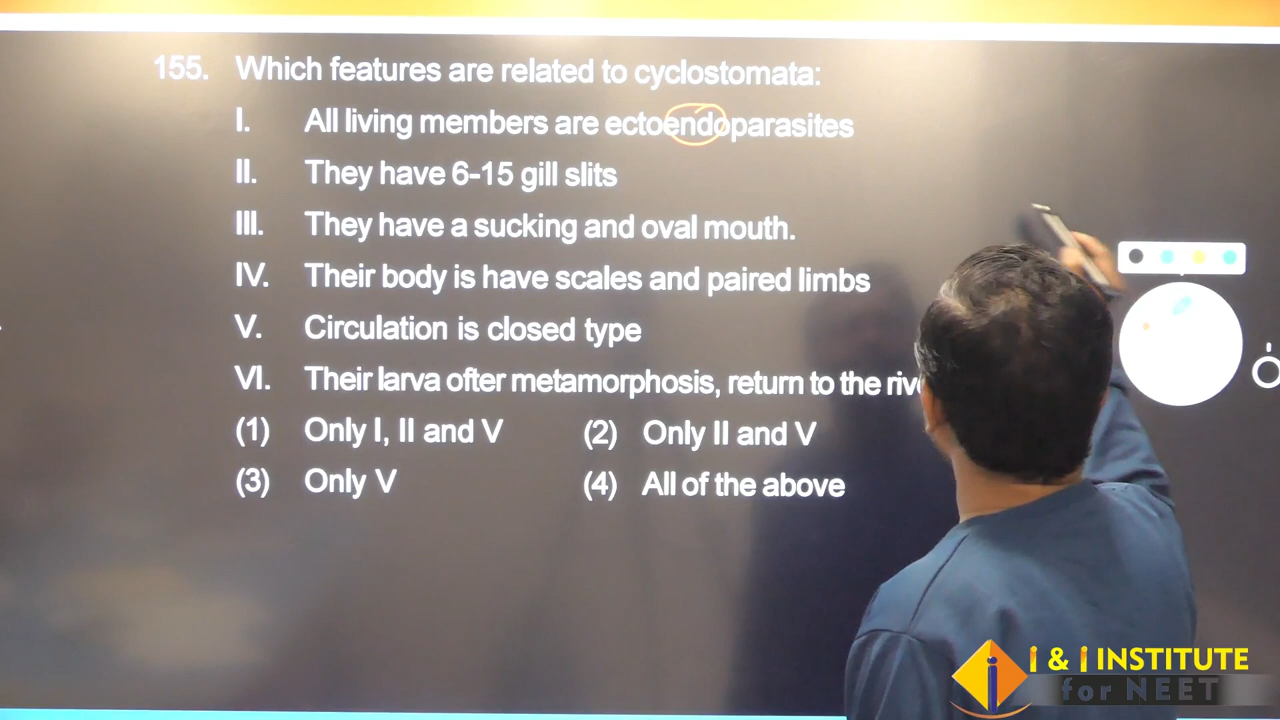 155. Which features are related to cyclostomata:
I. All living members are ectoendoparasites
II. They have 6-15 gill slits
III. They have a sucking and oval mouth.
IV. Their body is have scales and paired limbs
V. Circulation is closed type
VI. Their larva ofter metamorphosis, return to the
(1) Only I, II and V (2) Only II and V
(3) Only V (4) All of the above
i & i INSTITUTE
for NEET